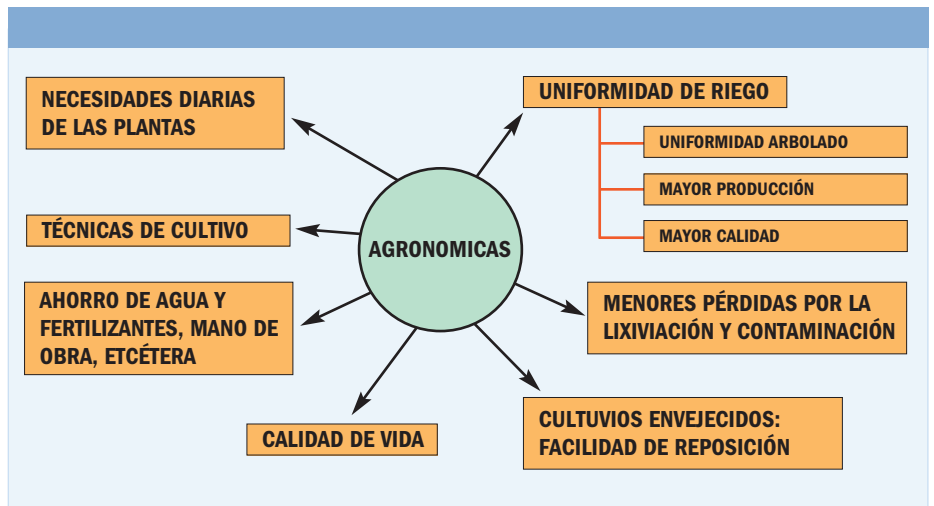 NECESIDADES DIARIAS
DE LAS PLANTAS
UNIFORMIDAD DE RIEGO
UNIFORMIDAD ARBOLADO
MAYOR PRODUCCIÓN
MAYOR CALIDAD
TÉCNICAS DE CULTIVO
AGRONOMICAS
AHORRO DE AGUA Y
FERTILIZANTES, MANO DE
OBRA, ETCÉTERA
MENORES PÉRDIDAS POR LA
LIXIVIACIÓN Y CONTAMINACIÓN
CALIDAD DE VIDA
CULTUVIOS ENVEJECIDOS:
FACILIDAD DE REPOSICIÓN